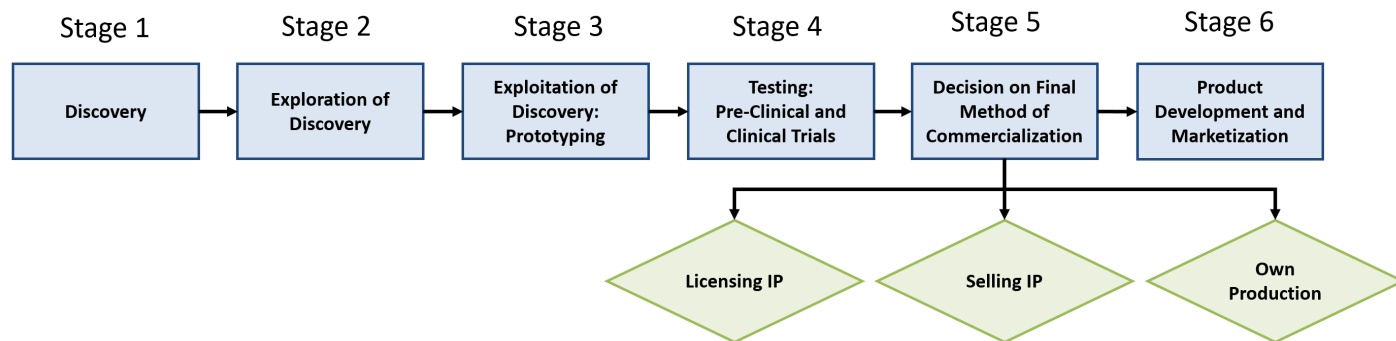 Stage 1
Stage 2
Stage 3
Stage 4
Stage 5
Stage 6
Discovery
Exploration of
Discovery
Exploitation of
Discovery:
Prototyping
Testing:
Pre-Clinical and
Clinical Trials
Decision on Final
Method of
Commercialization
Product
Development and
Marketization
Licensing IP
Selling IP
Own
Production